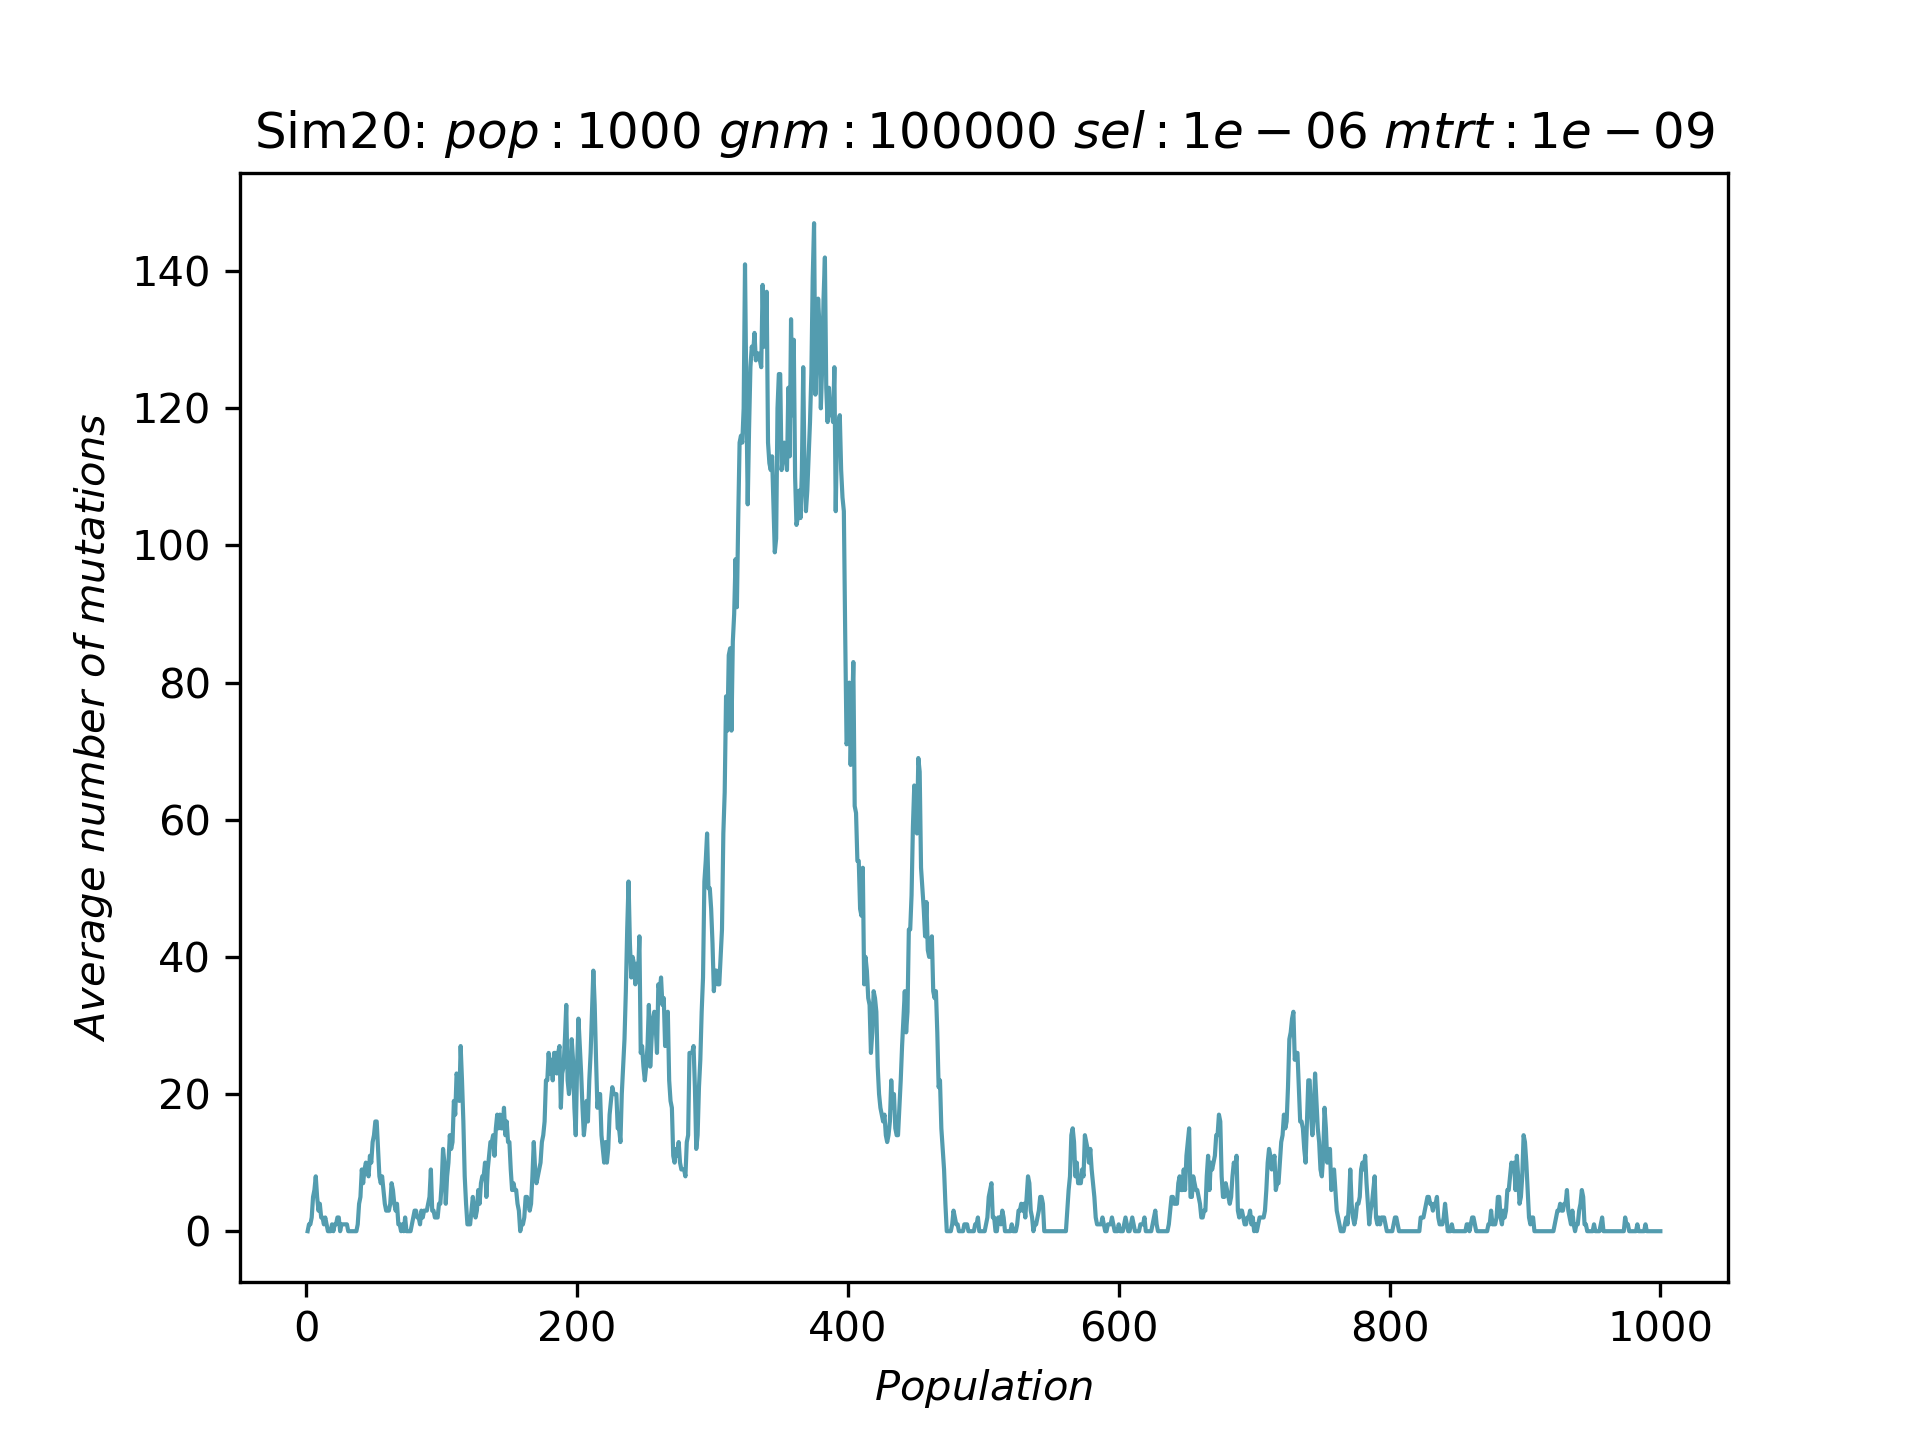 Sim20: pop : 1000 gnm : 100000 sel : 1e − 06 mtrt : 1e − 09
140
120
100
80
60
40
20
0
Average number of mutations
0 200 400 600 800 1000
Population